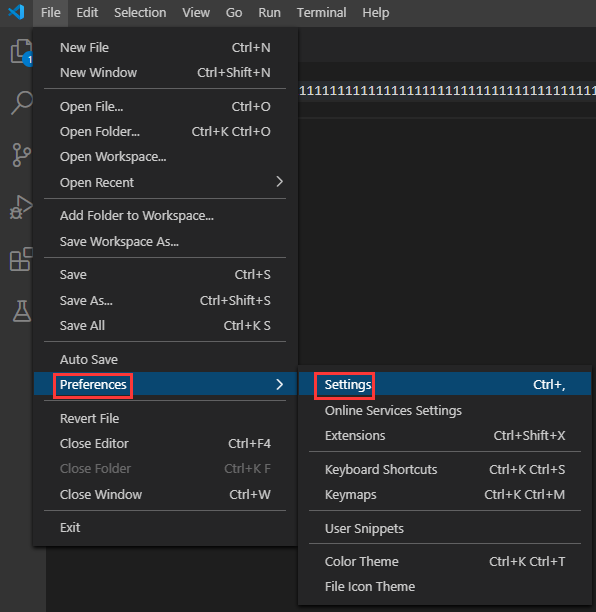 File Edit Selection View Go Run Terminal Help
1
New File Ctrl+N
New Window Ctrl+Shift+N
Open File... Ctrl+O
Open Folder... Ctrl+K Ctrl+O
Open Workspace...
Open Recent
Add Folder to Workspace...
Save Workspace As...
Save Ctrl+S
Save As... Ctrl+Shift+S
Save All Ctrl+K S
Auto Save
Preferences
Revert File
Close Editor Ctrl+F4
Close Folder Ctrl+K F
Close Window Ctrl+W
Exit
Settings Ctrl+,
Online Services Settings
Extensions Ctrl+Shift+X
Keyboard Shortcuts Ctrl+K Ctrl+S
Keymaps Ctrl+K Ctrl+M
User Snippets
Color Theme Ctrl+K Ctrl+T
File Icon Theme